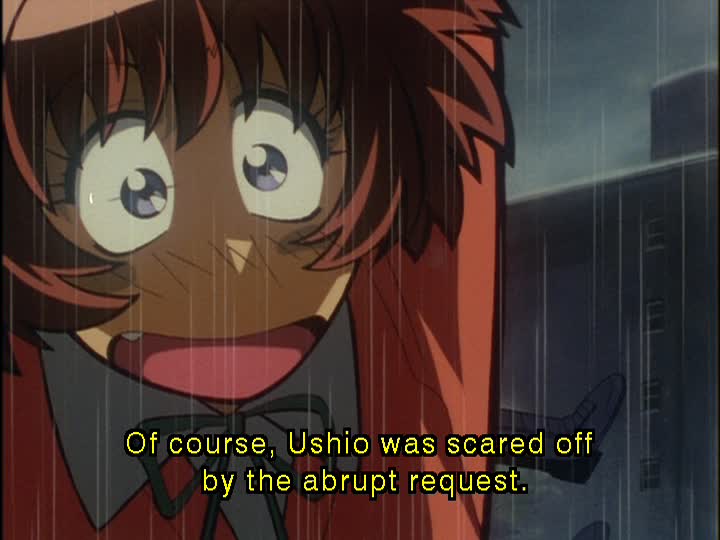 Of course, Ushio was scared off
by the abrupt request.